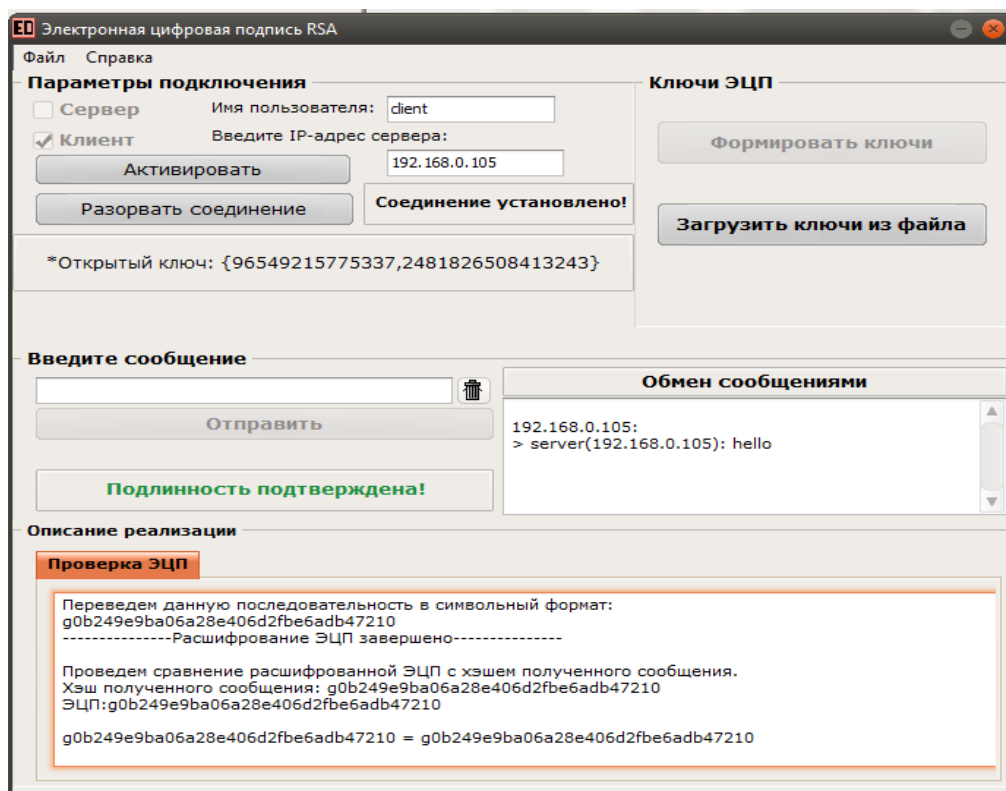 ED Электронная цифровая подпись RSA
Файл Справка
Параметры подключения
Сервер
Имя пользователя: client
Клиент
Введите IP-адрес сервера:
192.168.0.105
Активировать
Разорвать соединение
Соединение установлено!
*Открытый ключ: {96549215775337,2481826508413243}
Ключи ЭЦП
Формировать ключи
Загрузить ключи из файла
Введите сообщение
Отправить
Подлинность подтверждена!
Обмен сообщениями
192.168.0.105:
> server(192.168.0.105): hello
Описание реализации
Проверка ЭЦП
Переведем данную последовательность в символьный формат:
g0b249e9ba06a28e406d2fbe6adb47210
---------------Расшифрование ЭЦП завершено---------------
Проведем сравнение расшифрованной ЭЦП с хэшем полученного сообщения.
Хэш полученного сообщения: g0b249e9ba06a28e406d2fbe6adb47210
ЭЦП:g0b249e9ba06a28e406d2fbe6adb47210
g0b249e9ba06a28e406d2fbe6adb47210 = g0b249e9ba06a28e406d2fbe6adb47210